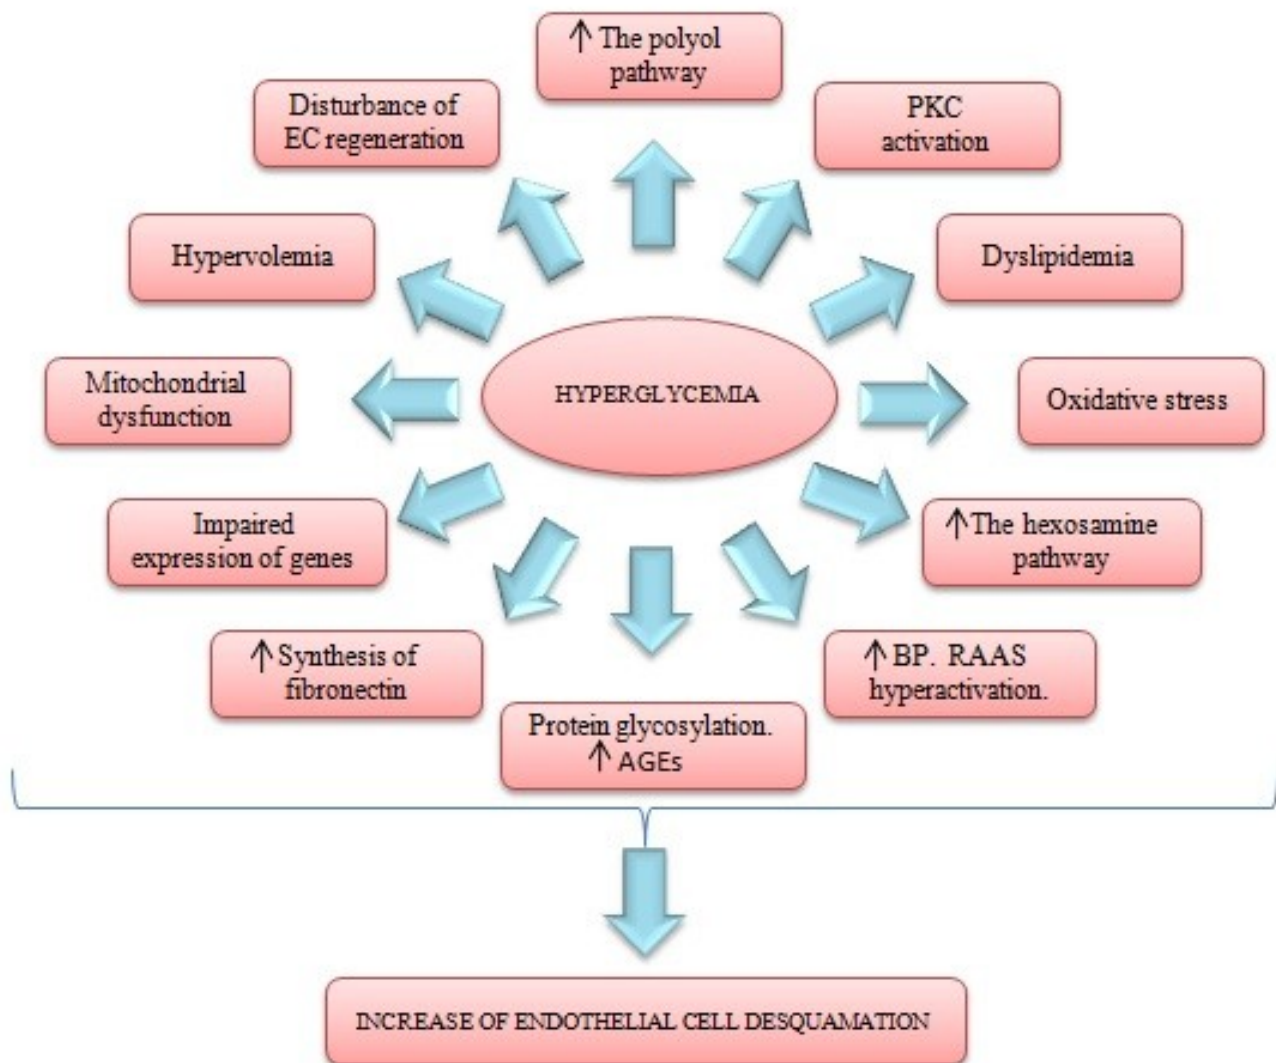 ↑ The polyol
pathway
Disturbance of
EC regeneration
PKC
activation
Hypervolemia
Dyslipidemia
Mitochondrial
dysfunction
HYPERGLYCEMIA
Oxidative stress
Impaired
expression of genes
↑ The hexosamine
pathway
↑ Synthesis of
fibronectin
↑ BP. RAAS
hyperactivation.
Protein glycosylation.
↑ AGEs
INCREASE OF ENDOTHELIAL CELL DESQUAMATION